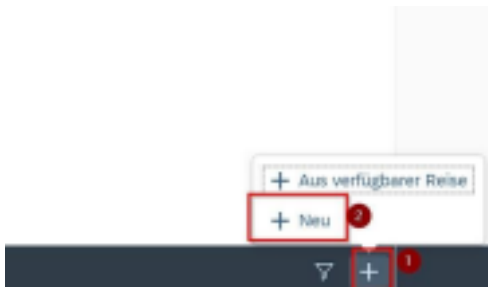 + Aus verfügbarer Reise
+ Neu 2
+ 1